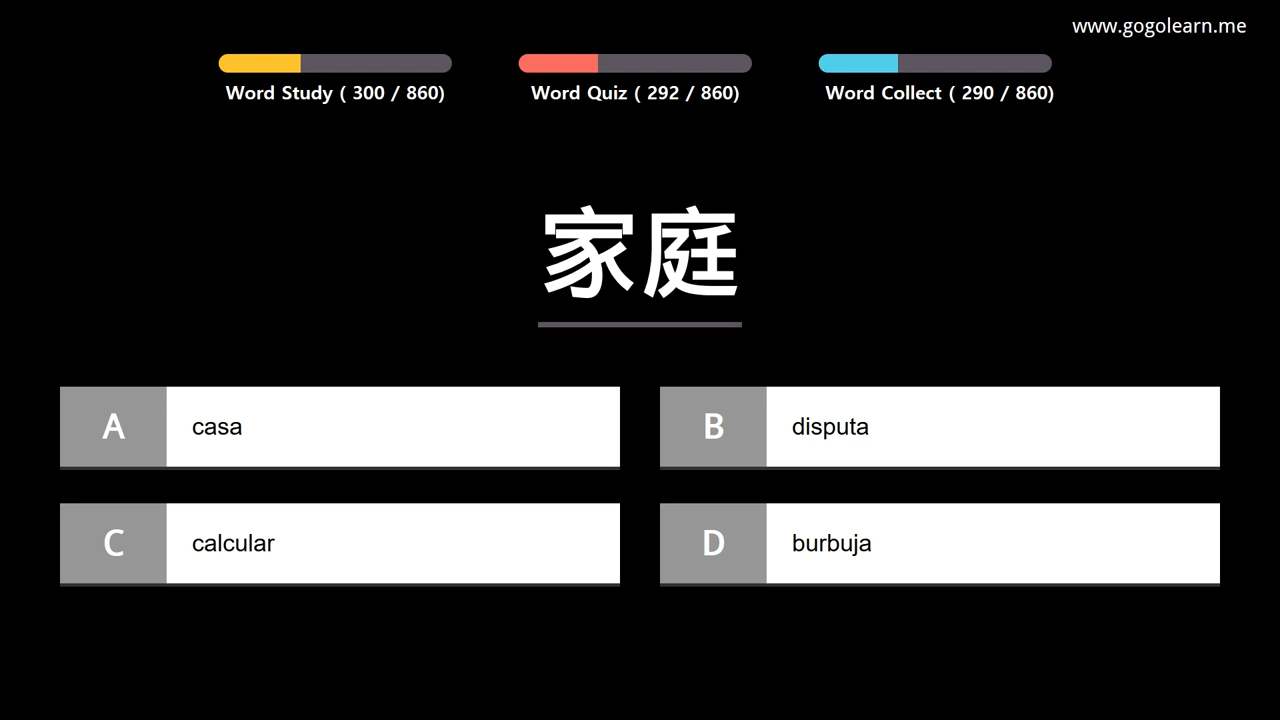 www.gogolearn.me
Word Study ( 300 / 860)
Word Quiz ( 292 / 860)
Word Collect ( 290 / 860)
家庭
A casa
B disputa
C calcular
D burbuja